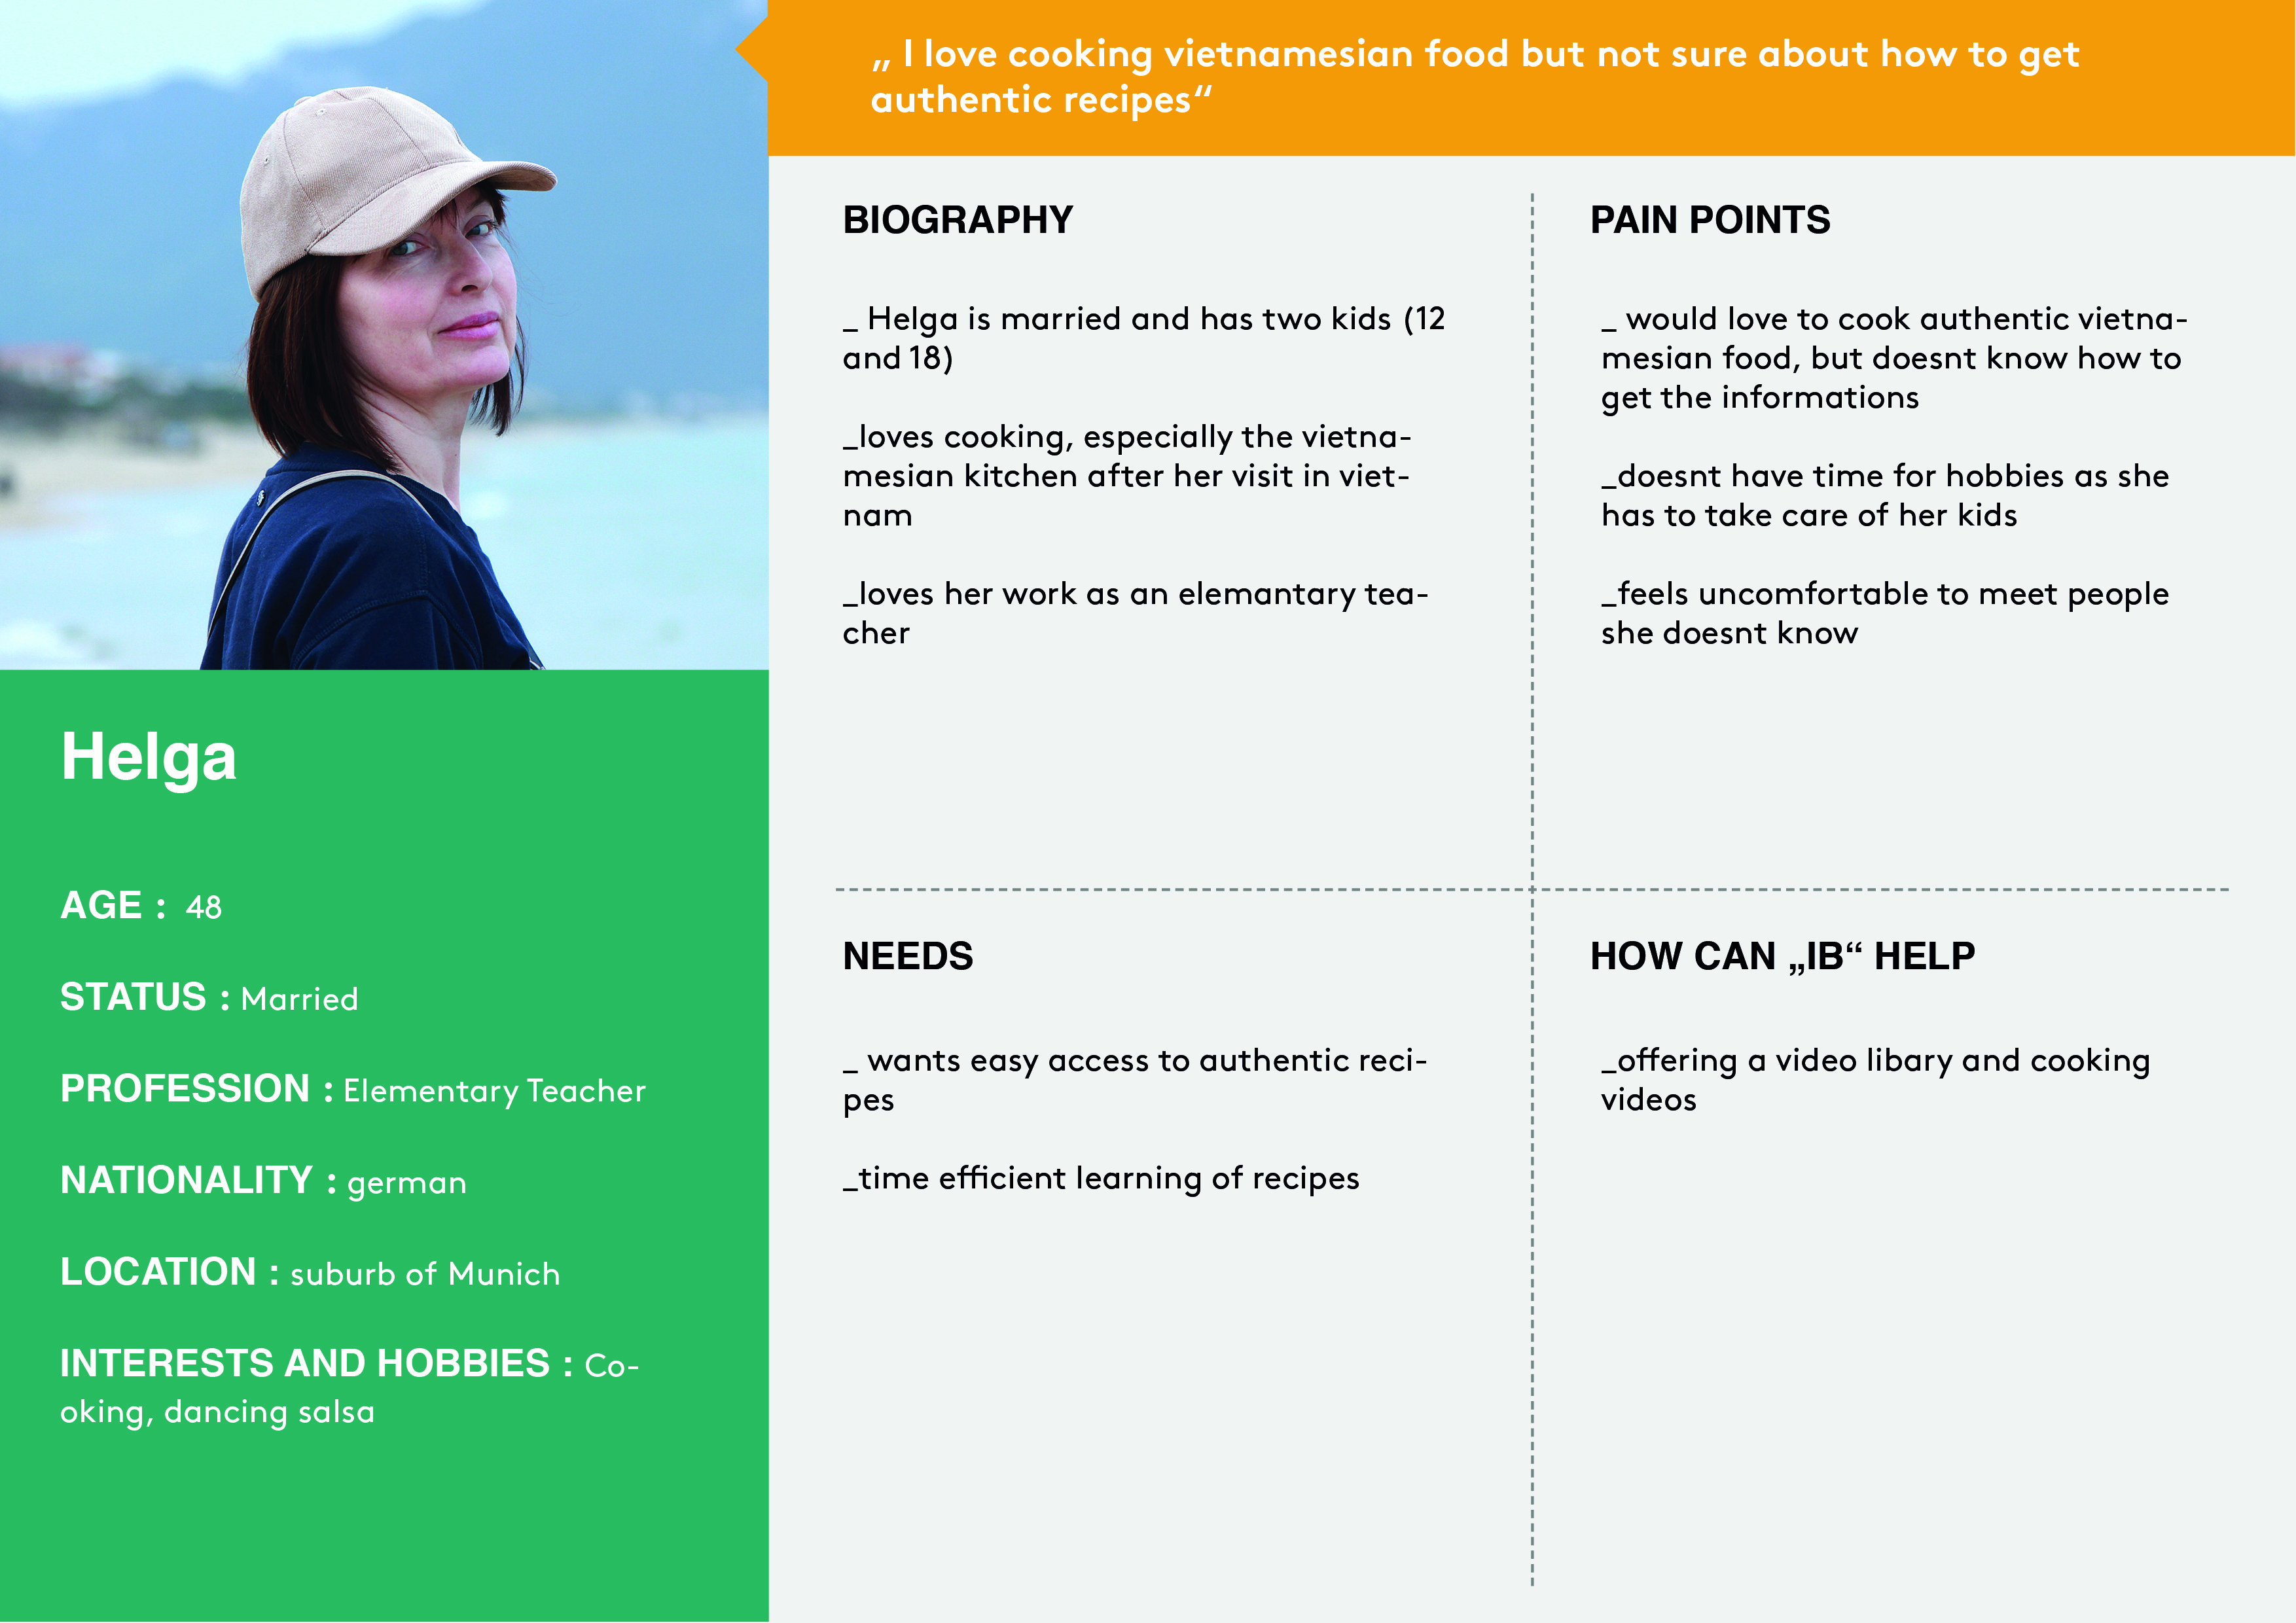 „ I love cooking vietnamesian food but not sure about how to get
authentic recipes“
Helga
AGE : 48
STATUS : Married
PROFESSION : Elementary Teacher
NATIONALITY : german
LOCATION : suburb of Munich
INTERESTS AND HOBBIES : Co-
oking, dancing salsa
BIOGRAPHY
_ Helga is married and has two kids (12
and 18)
_loves cooking, especially the vietna-
mesian kitchen after her visit in viet-
nam
_loves her work as an elemantary tea-
cher
PAIN POINTS
_ would love to cook authentic vietna-
mesian food, but doesnt know how to
get the informations
_doesnt have time for hobbies as she
has to take care of her kids
_feels uncomfortable to meet people
she doesnt know
NEEDS
_ wants easy access to authentic reci-
pes
_time efficient learning of recipes
HOW CAN „IB“ HELP
_offering a video libary and cooking
videos